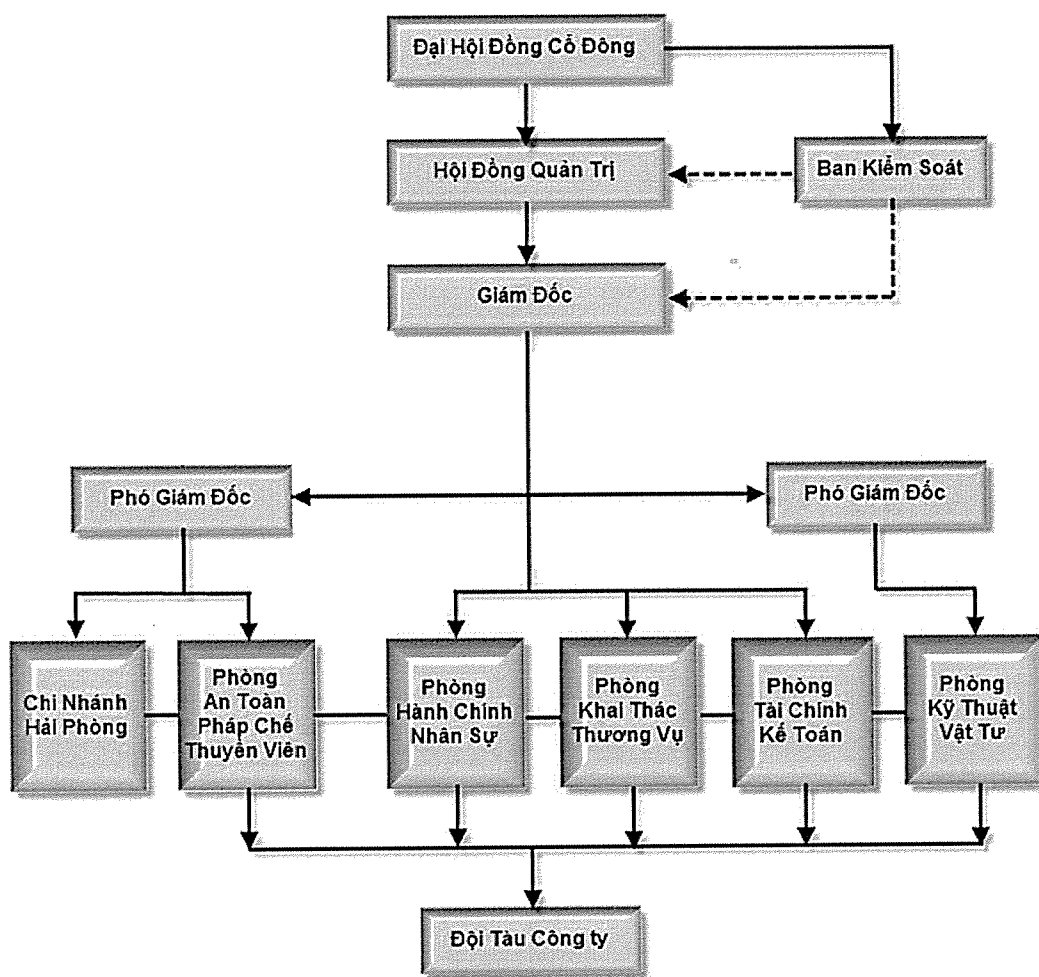 Đại Hội Đồng Cổ Đông
Hội Đồng Quản Trị
Ban Kiểm Soát
Giám Đốc
Phó Giám Đốc
Phó Giám Đốc
Chi Nhánh
Hải Phòng
Phòng
An Toàn
Pháp Chế
Thuyền Viên
Phòng
Hành Chính
Nhân Sự
Phòng
Khai Thác
Thương Vụ
Phòng
Tài Chính
Kế Toán
Phòng
Kỹ Thuật
Vật Tư
Đội Tàu Công ty